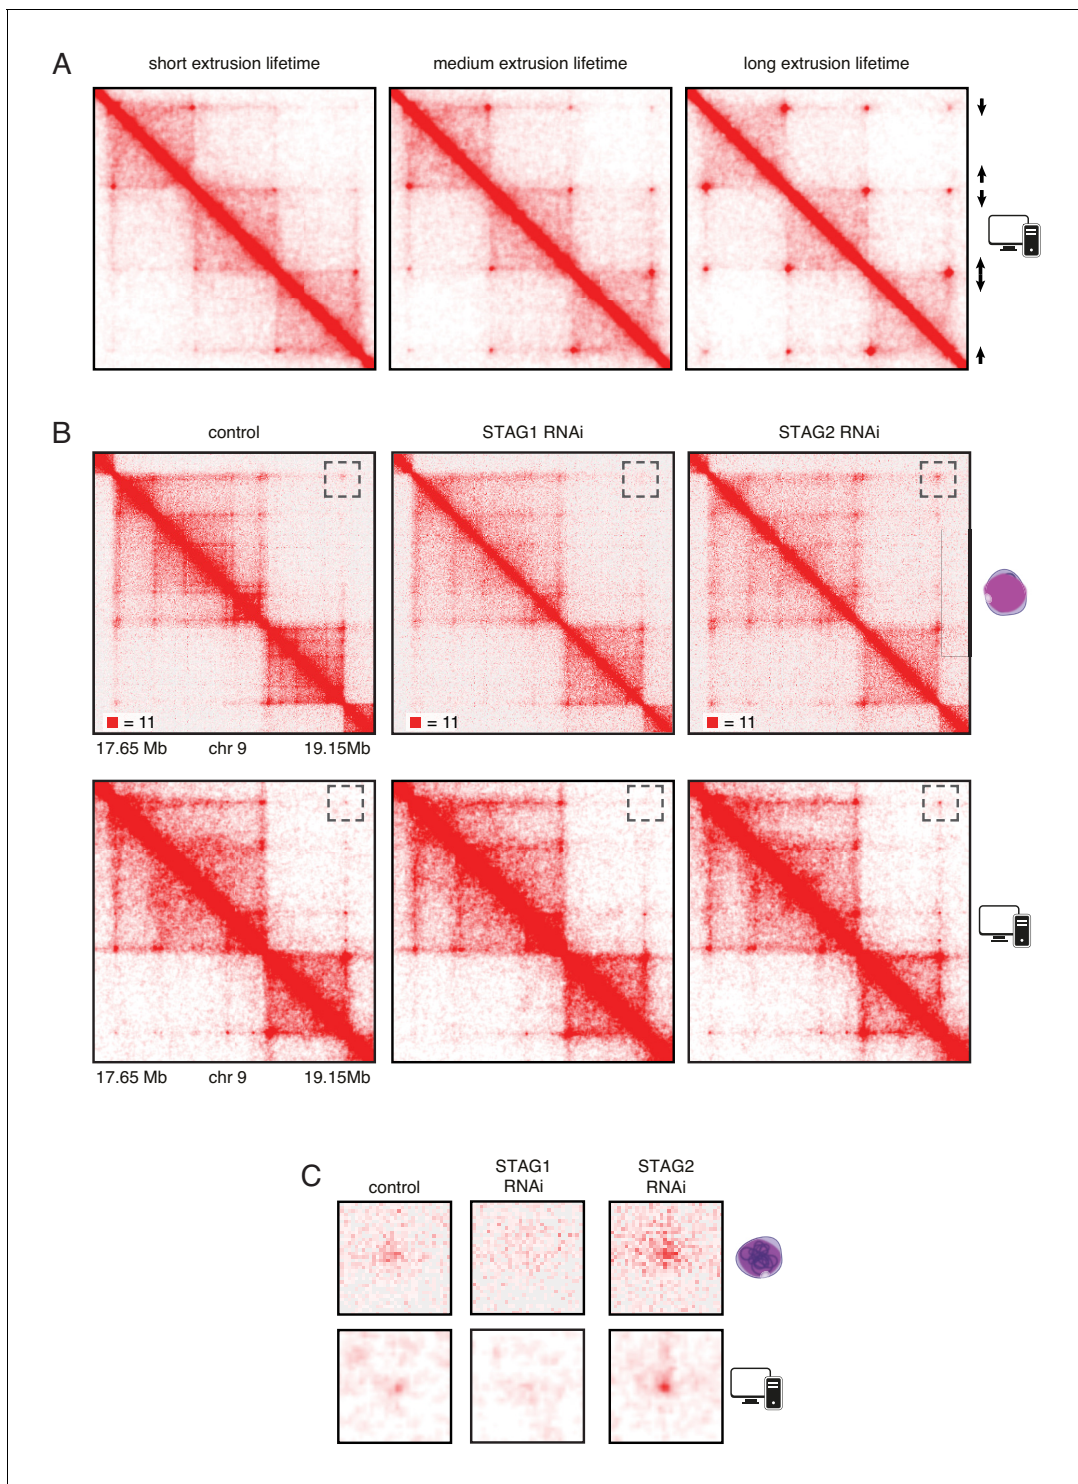 A
short extrusion lifetime
medium extrusion lifetime
long extrusion lifetime
B
control
STAG1 RNAi
STAG2 RNAi
= 11
= 11
= 11
17.65 Mb chr 9 19.15Mb
17.65 Mb chr 9 19.15Mb
C
control
STAG1
RNAi
STAG2
RNAi